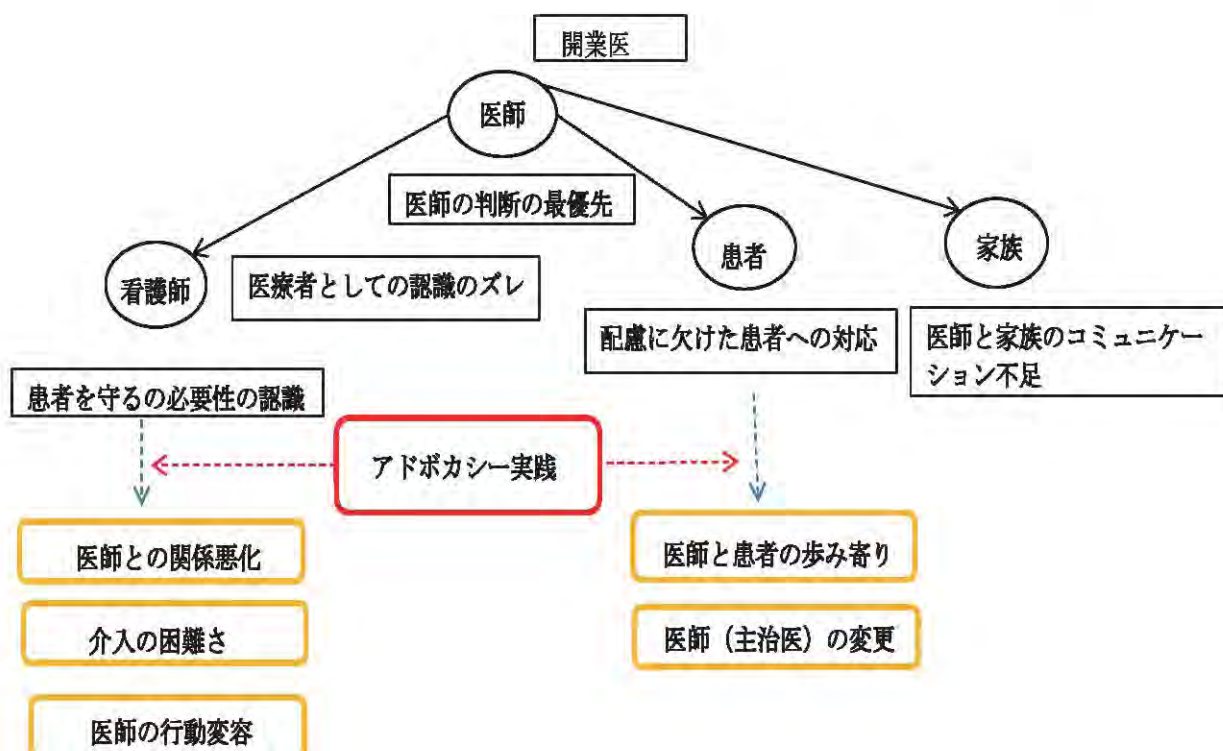 開業医
医師
医師の判断の最優先
患者
家族
看護師
医療者としての認識のズレ
配慮に欠けた患者への対応
医師と家族のコミュニケー
ション不足
患者を守るの必要性の認識
アドボカシー実践
医師との関係悪化
医師と患者の歩み寄り
介入の困難さ
医師（主治医）の変更
医師の行動変容